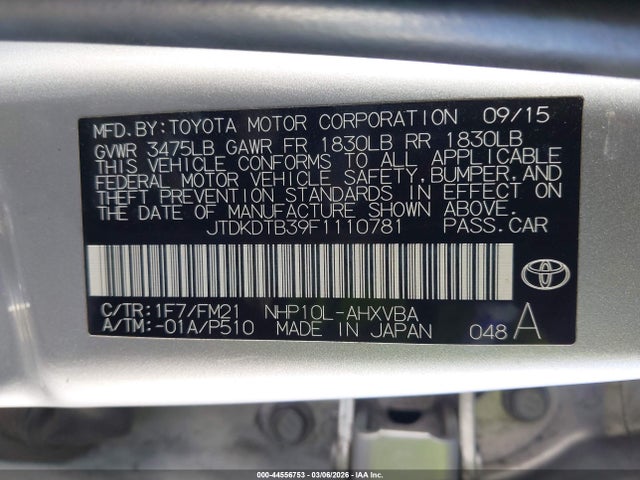 MFD.BY:TOYOTA MOTOR CORPORATION 09/15
GVWR 3475LB GAWR FR 1830LB RR 1830LB
THIS VEHICLE CONFORMS TO ALL APPLICABLE
FEDERAL MOTOR VEHICLE SAFETY,BUMPER,AND
THEFT PREVENTION STANDARDS IN EFFECT ON
THE DATE OF MANUFACTURE SHOWN ABOVE.
JTDKDTB39F1110781 PASS.CAR
C/TR:1F7/FM21 NHP10L-AHXVBA
A/TM:-01A/P510 MADE IN JAPAN 048 A
TOYOTA
000-44556753 | 03/06/2026 | IAA Inc.